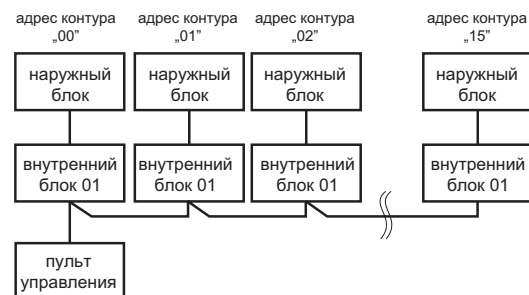 адрес контура адрес контура адрес контура адрес контура
„00” „01” „02” „15”
наружный наружный наружный наружный
блок блок блок блок
внутренний внутренний внутренний внутренний
блок 01 блок 01 блок 01 блок 01
пульт
управления